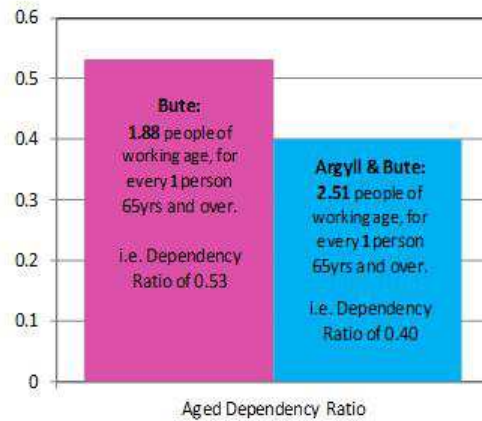 0.6
0.5
0.4
0.3
0.2
0.1
0
Bute:
1.88 people of
working age, for
every 1 person
65yrs and over.
i.e. Dependency
Ratio of 0.53
Argyll & Bute:
2.51 people of
working age, for
every 1 person
65yrs and over.
i.e. Dependency
Ratio of 0.40
Aged Dependency Ratio